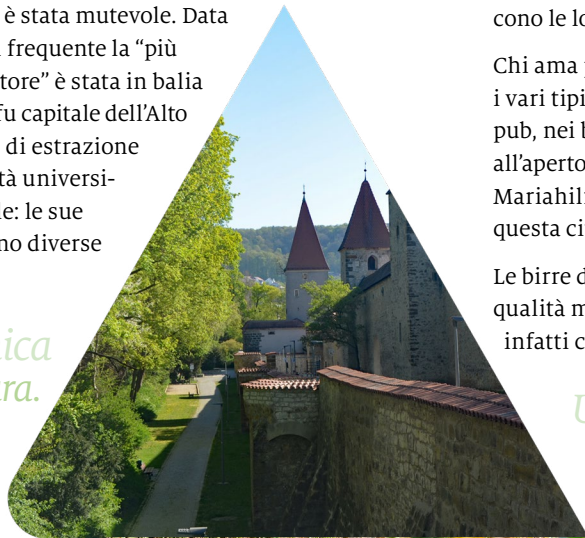 è stata mutevole. Data
frequente la “più
tore” è stata in balia
fu capitale dell’Alto
di estrazione
tà universi-
le: le sue
no diverse
ica
ra.
cono le lo
Chi ama
i vari tipi
pub, nei b
all’aperto
Mariahil
questa ci
Le birre d
qualità m
infatti c
U